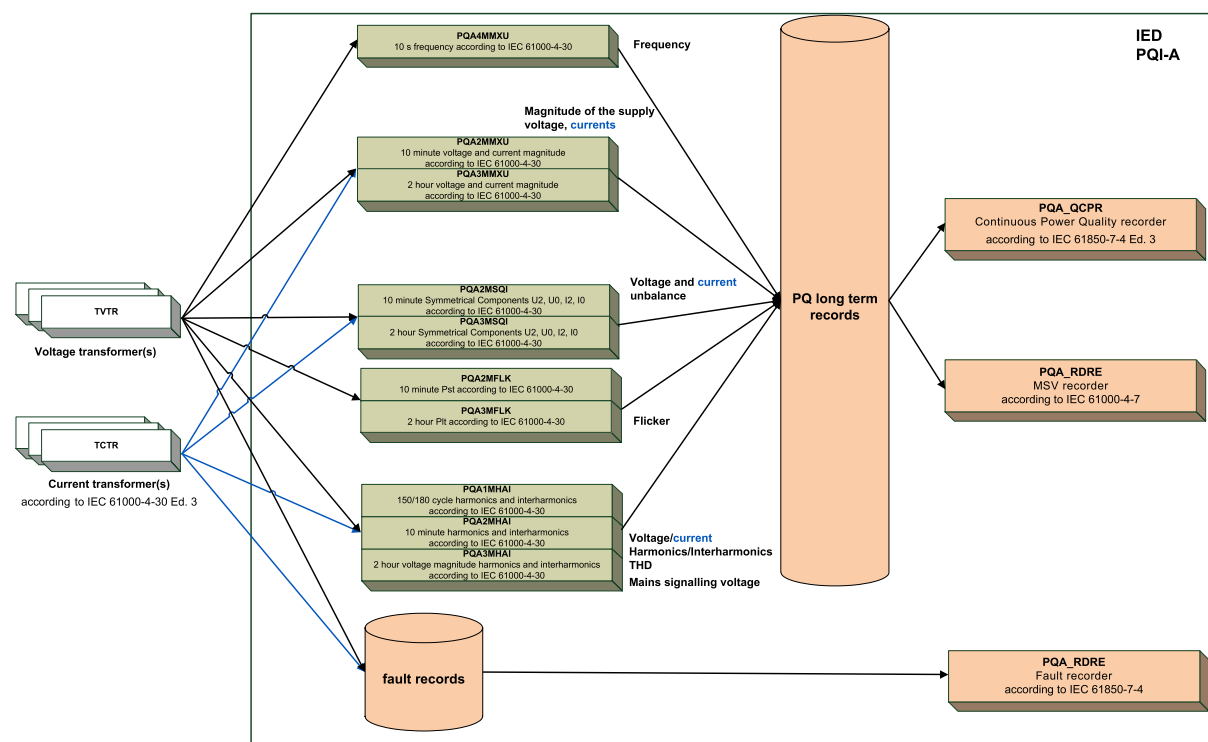 IED
PQI-A
PQA4MMXU
10 s frequency according to IEC 61000-4-30
Frequency
Magnitude of the supply
voltage, currents
PQA2MMXU
10 minute voltage and current magnitude
according to IEC 61000-4-30
PQA3MMXU
2 hour voltage and current magnitude
according to IEC 61000-4-30
TVTR
Voltage transformer(s)
PQA2MSQI
10 minute Symmetrical Components U2, U0, I2, I0
according to IEC 61000-4-30
PQA3MSQI
2 hour Symmetrical Components U2, U0, I2, I0
according to IEC 61000-4-30
Voltage and current
unbalance
PQA2MFLK
10 minute Pst according to IEC 61000-4-30
PQA3MFLK
2 hour Plt according to IEC 61000-4-30
Flicker
TCTR
Current transformer(s)
according to IEC 61000-4-30 Ed. 3
PQA1MHAI
150/180 cycle harmonics and interharmonics
according to IEC 61000-4-30
PQA2MHAI
10 minute harmonics and interharmonics
according to IEC 61000-4-30
PQA3MHAI
2 hour voltage magnitude harmonics and interharmonics
according to IEC 61000-4-30
Voltage/current
Harmonics/Interharmonics
THD
Mains signalling voltage
PQ long term
records
PQA_QCPR
Continuous Power Quality recorder
according to IEC 61850-7-4 Ed. 3
PQA_RDRE
MSV recorder
according to IEC 61000-4-7
fault records
PQA_RDRE
Fault recorder
according to IEC 61850-7-4